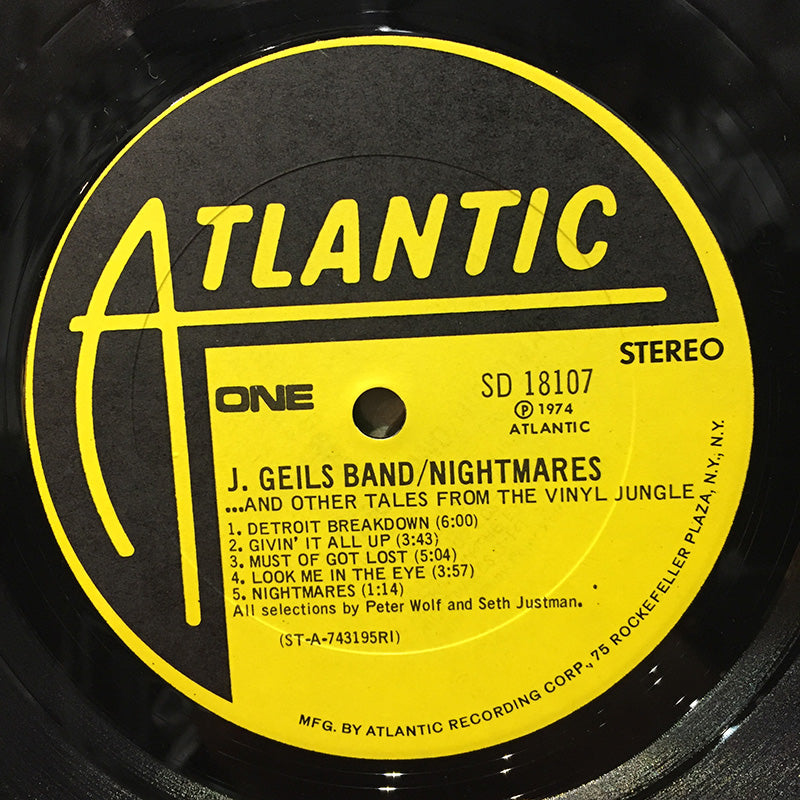 ATLANTIC
STEREO
ONE
SD 18107
Ⓟ 1974
ATLANTIC
J. GEILS BAND/NIGHTMARES
...AND OTHER TALES FROM THE VINYL JUNGLE
1. DETROIT BREAKDOWN (6:00)
2. GIVIN' IT ALL UP (3:43)
3. MUST OF GOT LOST (5:04)
4. LOOK ME IN THE EYE (3:57)
5. NIGHTMARES (1:14)
All selections by Peter Wolf and Seth Justman.
(ST-A-743195RI)
MFG. BY ATLANTIC RECORDING CORP., 75 ROCKEFELLER PLAZA, N.Y., N.Y.